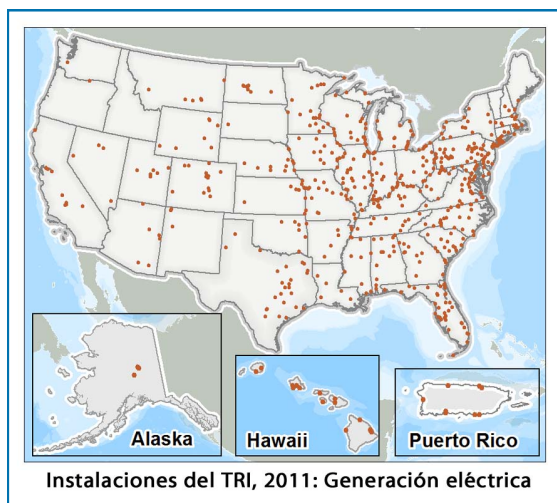 Alaska
Hawaii
Puerto Rico
Instalaciones del TRI, 2011: Generación eléctrica